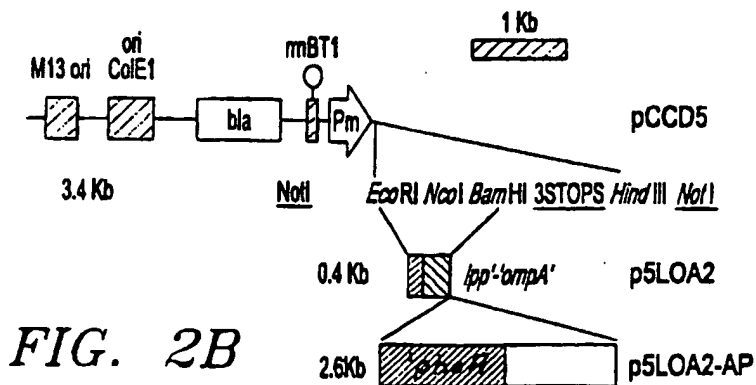 rrnBT1
1 Kb
M13 ori
ori ColE1
bla
Pm
pCCD5
3.4 Kb
NotI
EcoRI NcoI BamHI 3STOPS HindIII NotI
0.4 Kb
lpp'-'ompA'
p5LOA2
FIG. 2B
2.6Kb
p5LOA2-AP